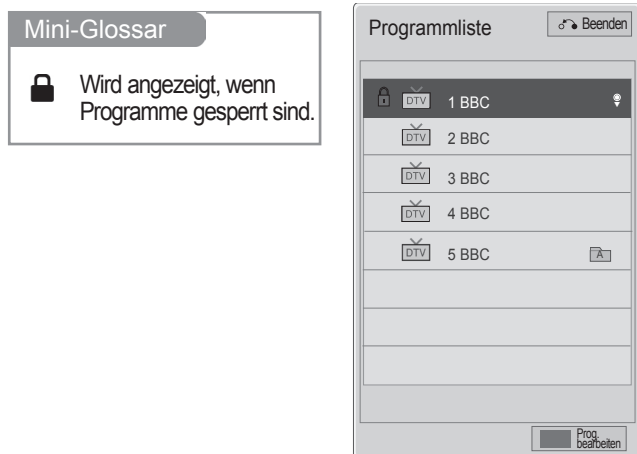 Mini-Glossar
Wird angezeigt, wenn
Programme gesperrt sind.
Programmliste
Beenden
DTV 1 BBC
DTV 2 BBC
DTV 3 BBC
DTV 4 BBC
DTV 5 BBC A
Prog.
bearbeiten